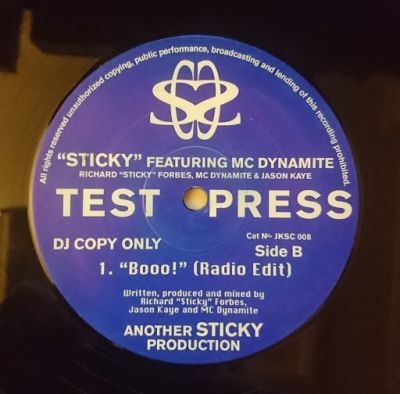 All rights reserved unauthorized copying, public performance, broadcasting and lending of this recording prohibited.
"STICKY" FEATURING MC DYNAMITE
RICHARD "STICKY" FORBES, MC DYNAMITE & JASON KAYE
TEST PRESS
DJ COPY ONLY
Cat No- JKSC 008
Side B
1. "Booo!" (Radio Edit)
Written, produced and mixed by
Richard "Sticky" Forbes,
Jason Kaye and MC Dynamite
ANOTHER STICKY
PRODUCTION